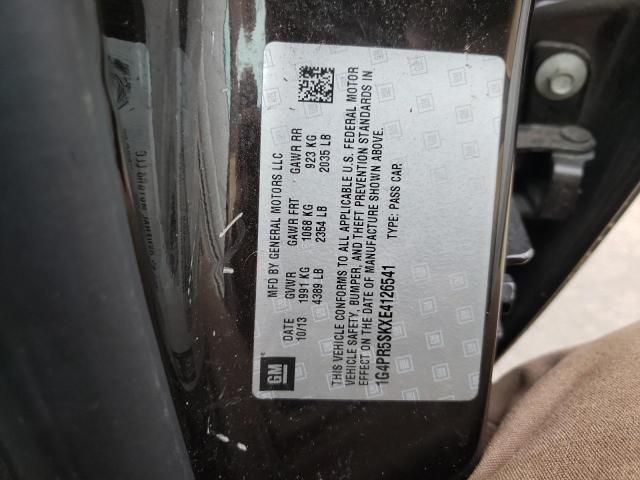 MFD BY GENERAL MOTORS LLC
DATE GVWR GAWR FRT GAWR RR
10/13 1991 KG 1068 KG 923 KG
4389 LB 2354 LB 2035 LB
THIS VEHICLE CONFORMS TO ALL APPLICABLE U.S. FEDERAL MOTOR
VEHICLE SAFETY, BUMPER, AND THEFT PREVENTION STANDARDS IN
EFFECT ON THE DATE OF MANUFACTURE SHOWN ABOVE.
1G4PR5SKXE4126541 TYPE: PASS CAR
GM